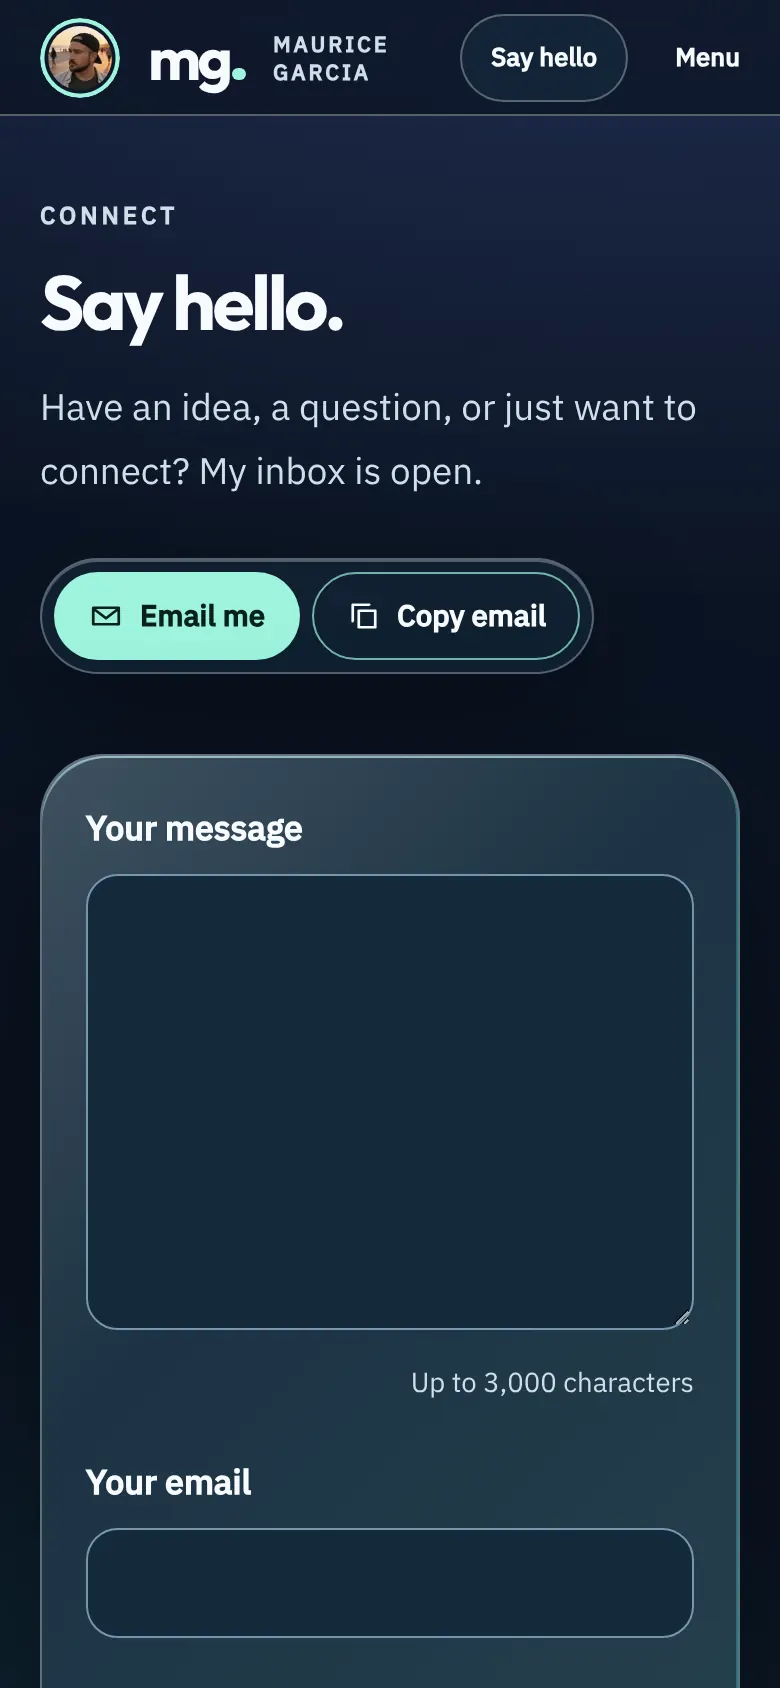 mg.
MAURICE
GARCIA
Say hello
Menu
CONNECT
Say hello.
Have an idea, a question, or just want to
connect? My inbox is open.
Email me
Copy email
Your message
Up to 3,000 characters
Your email